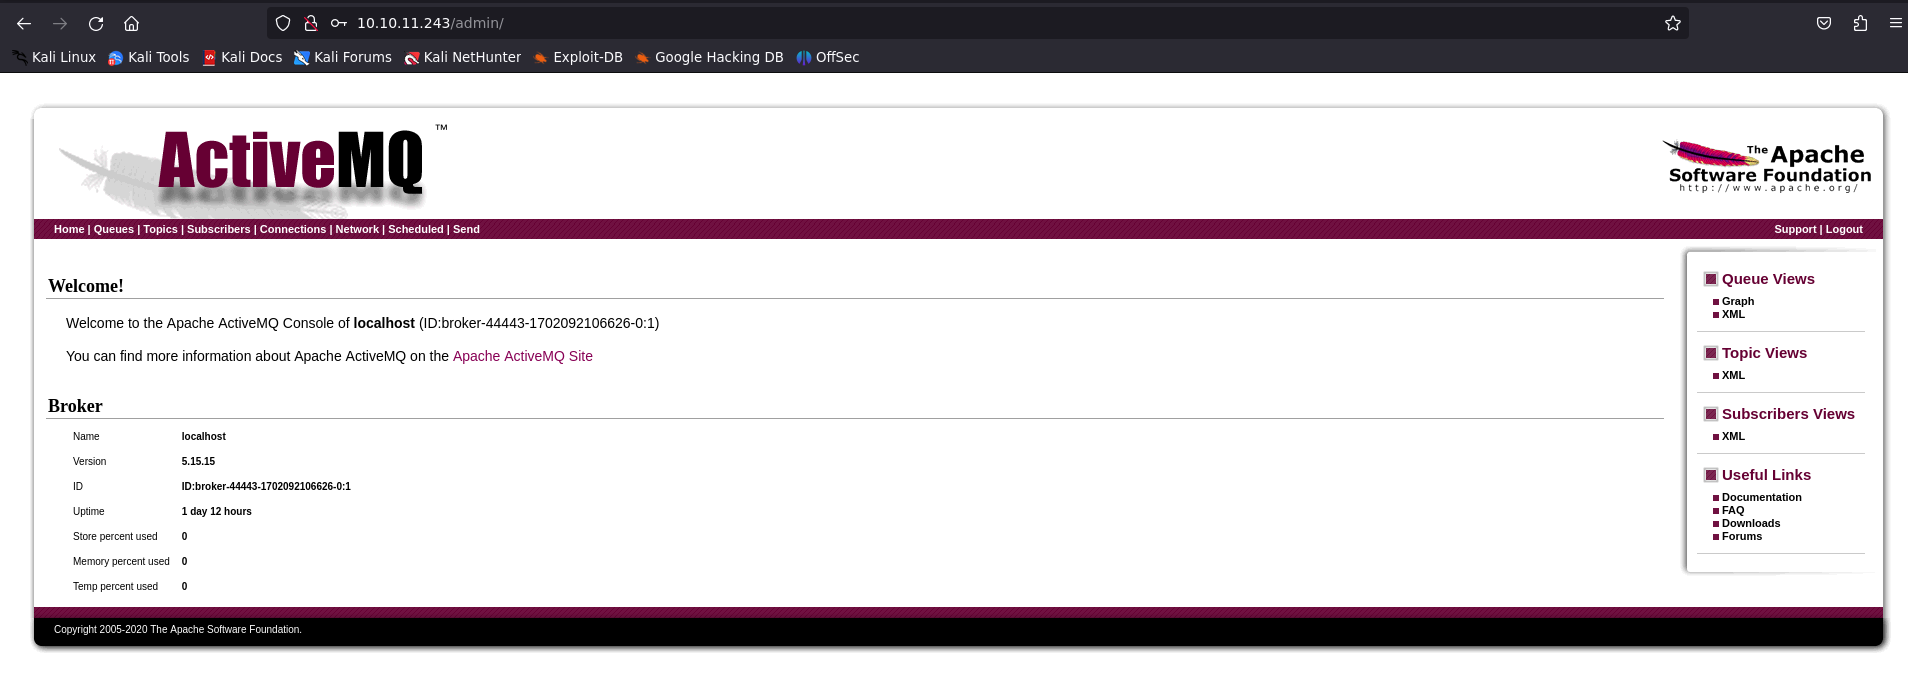 10.10.11.243/admin/
Kali Linux Kali Tools Kali Docs Kali Forums Kali NetHunter Exploit-DB Google Hacking DB OffSec
ActiveMQ ™
The Apache
Software Foundation
http://www.apache.org/
Home | Queues | Topics | Subscribers | Connections | Network | Scheduled | Send
Support | Logout
Welcome!
Welcome to the Apache ActiveMQ Console of localhost (ID:broker-44443-1702092106626-0:1)
You can find more information about Apache ActiveMQ on the Apache ActiveMQ Site
Broker
Name localhost
Version 5.15.15
ID ID:broker-44443-1702092106626-0:1
Uptime 1 day 12 hours
Store percent used 0
Memory percent used 0
Temp percent used 0
Queue Views
Graph
XML
Topic Views
XML
Subscribers Views
XML
Useful Links
Documentation
FAQ
Downloads
Forums
Copyright 2005-2020 The Apache Software Foundation.